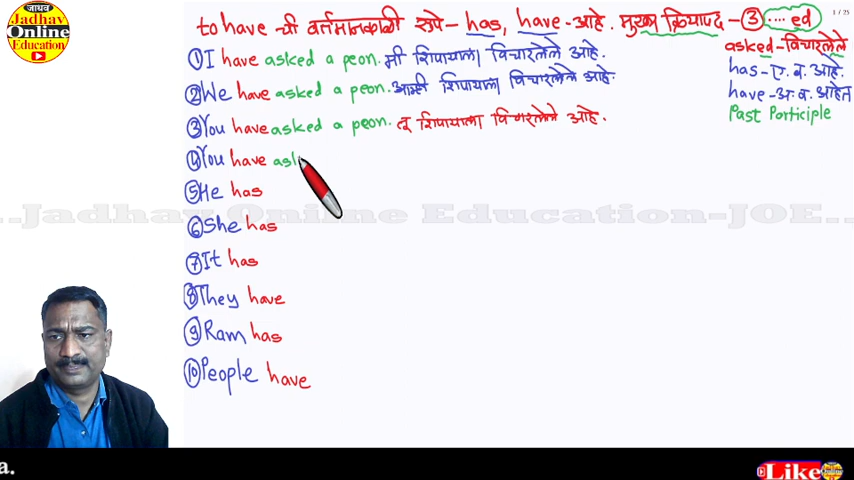 जाधव
Jadhav
Online
Education
to have ची वर्तमानकाळी रूपे - has, have - आहे. मुख्य क्रियापद - ③ .... ed
1 / 25
asked - विचारलेले
① I have asked a peon. मी शिपायाला विचारलेले आहे.
has - ए. व. आहे.
② We have asked a peon. आम्ही शिपायाला विचारलेले आहे.
have - अ. व. आहेत
Past Participle
③ You have asked a peon. तू शिपायाला विचारलेले आहे.
④ You have ask
⑤ He has
..Jadhav Online Education-JOE..
⑥ She has
⑦ It has
⑧ They have
⑨ Ram has
⑩ People have
a.
Like